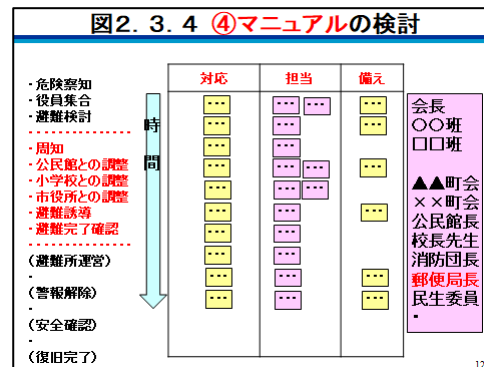 図2.3.4 ④マニュアルの検討
・危険察知
・役員集合
・避難検討
・周知
・公民館との調整
・小学校との調整
・市役所との調整
・避難誘導
・避難完了確認
(避難所運営)
・
(警報解除)
・
(安全確認)
・
(復旧完了)
時間
対応 担当 備え
… … … …
… … …
… …
… … … …
… … …
… … …
… …
… … …
… … …
会長
○○班
□□班
▲▲町会
××町会
公民館長
校長先生
消防団長
郵便局長
民生委員
・
12